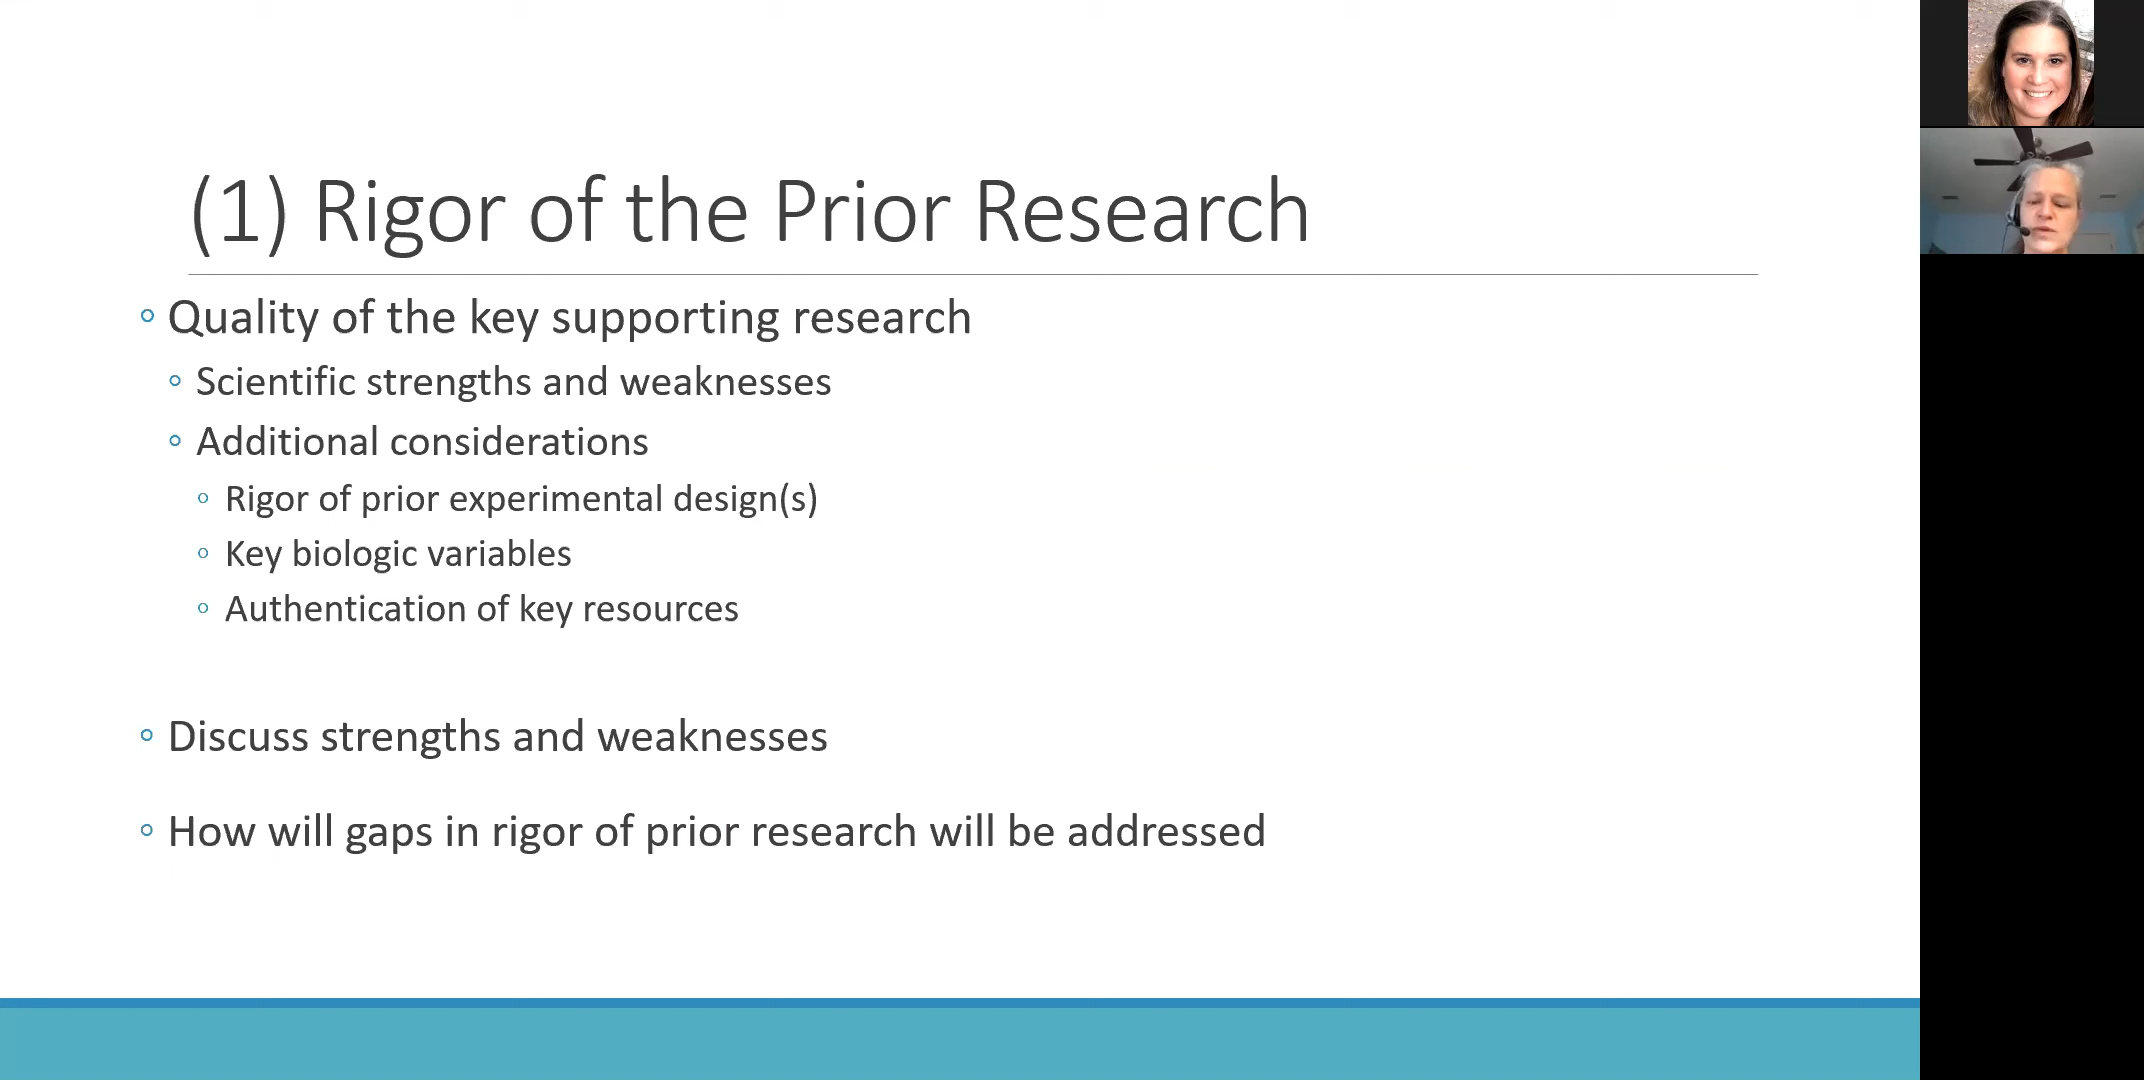 (1) Rigor of the Prior Research
Quality of the key supporting research
Scientific strengths and weaknesses
Additional considerations
Rigor of prior experimental design(s)
Key biologic variables
Authentication of key resources
Discuss strengths and weaknesses
How will gaps in rigor of prior research will be addressed